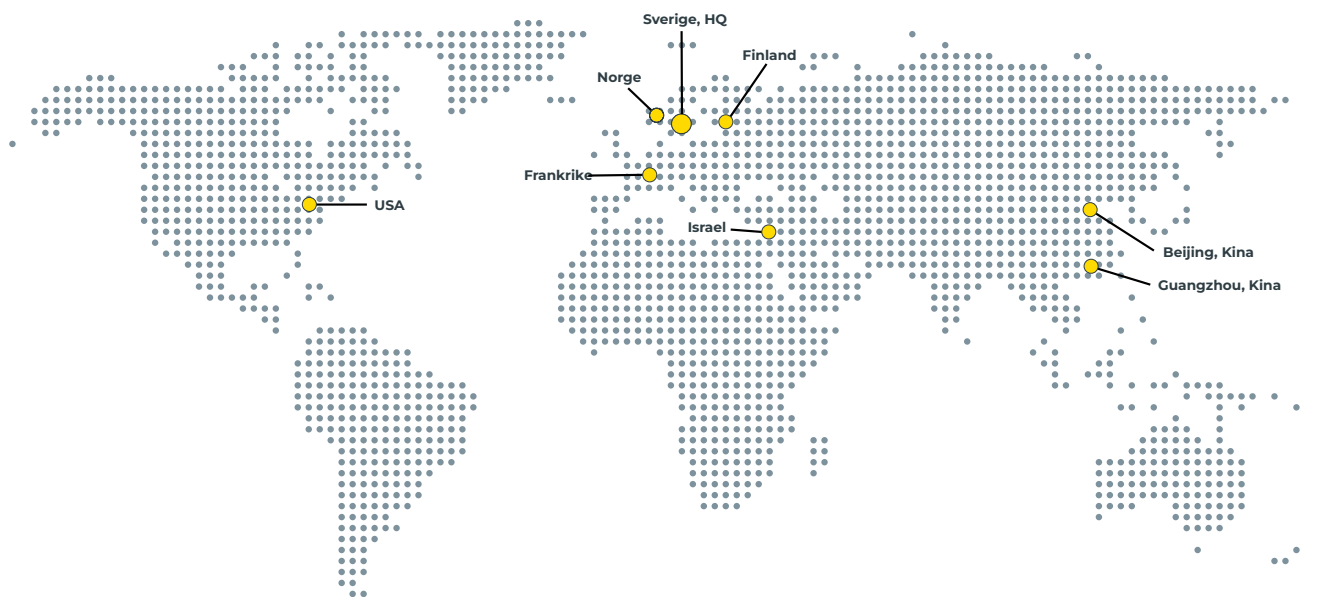 Sverige, HQ
Finland
Norge
Frankrike
USA
Israel
Beijing, Kina
Guangzhou, Kina